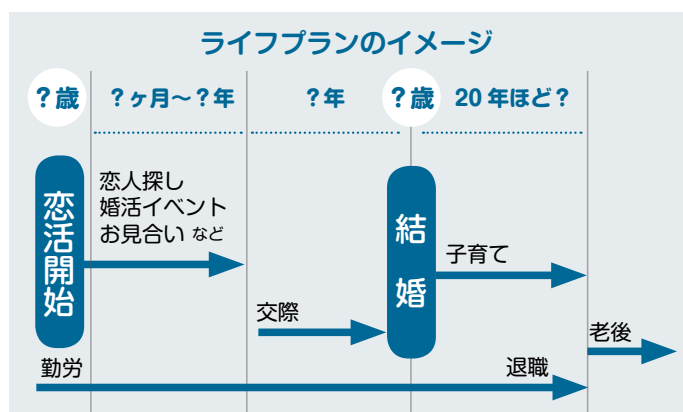 ライフプランのイメージ
?歳
?ヶ月〜?年
?年
?歳
20年ほど?
恋活開始
恋人探し
婚活イベント
お見合い など
結婚
子育て
交際
老後
勤労
退職